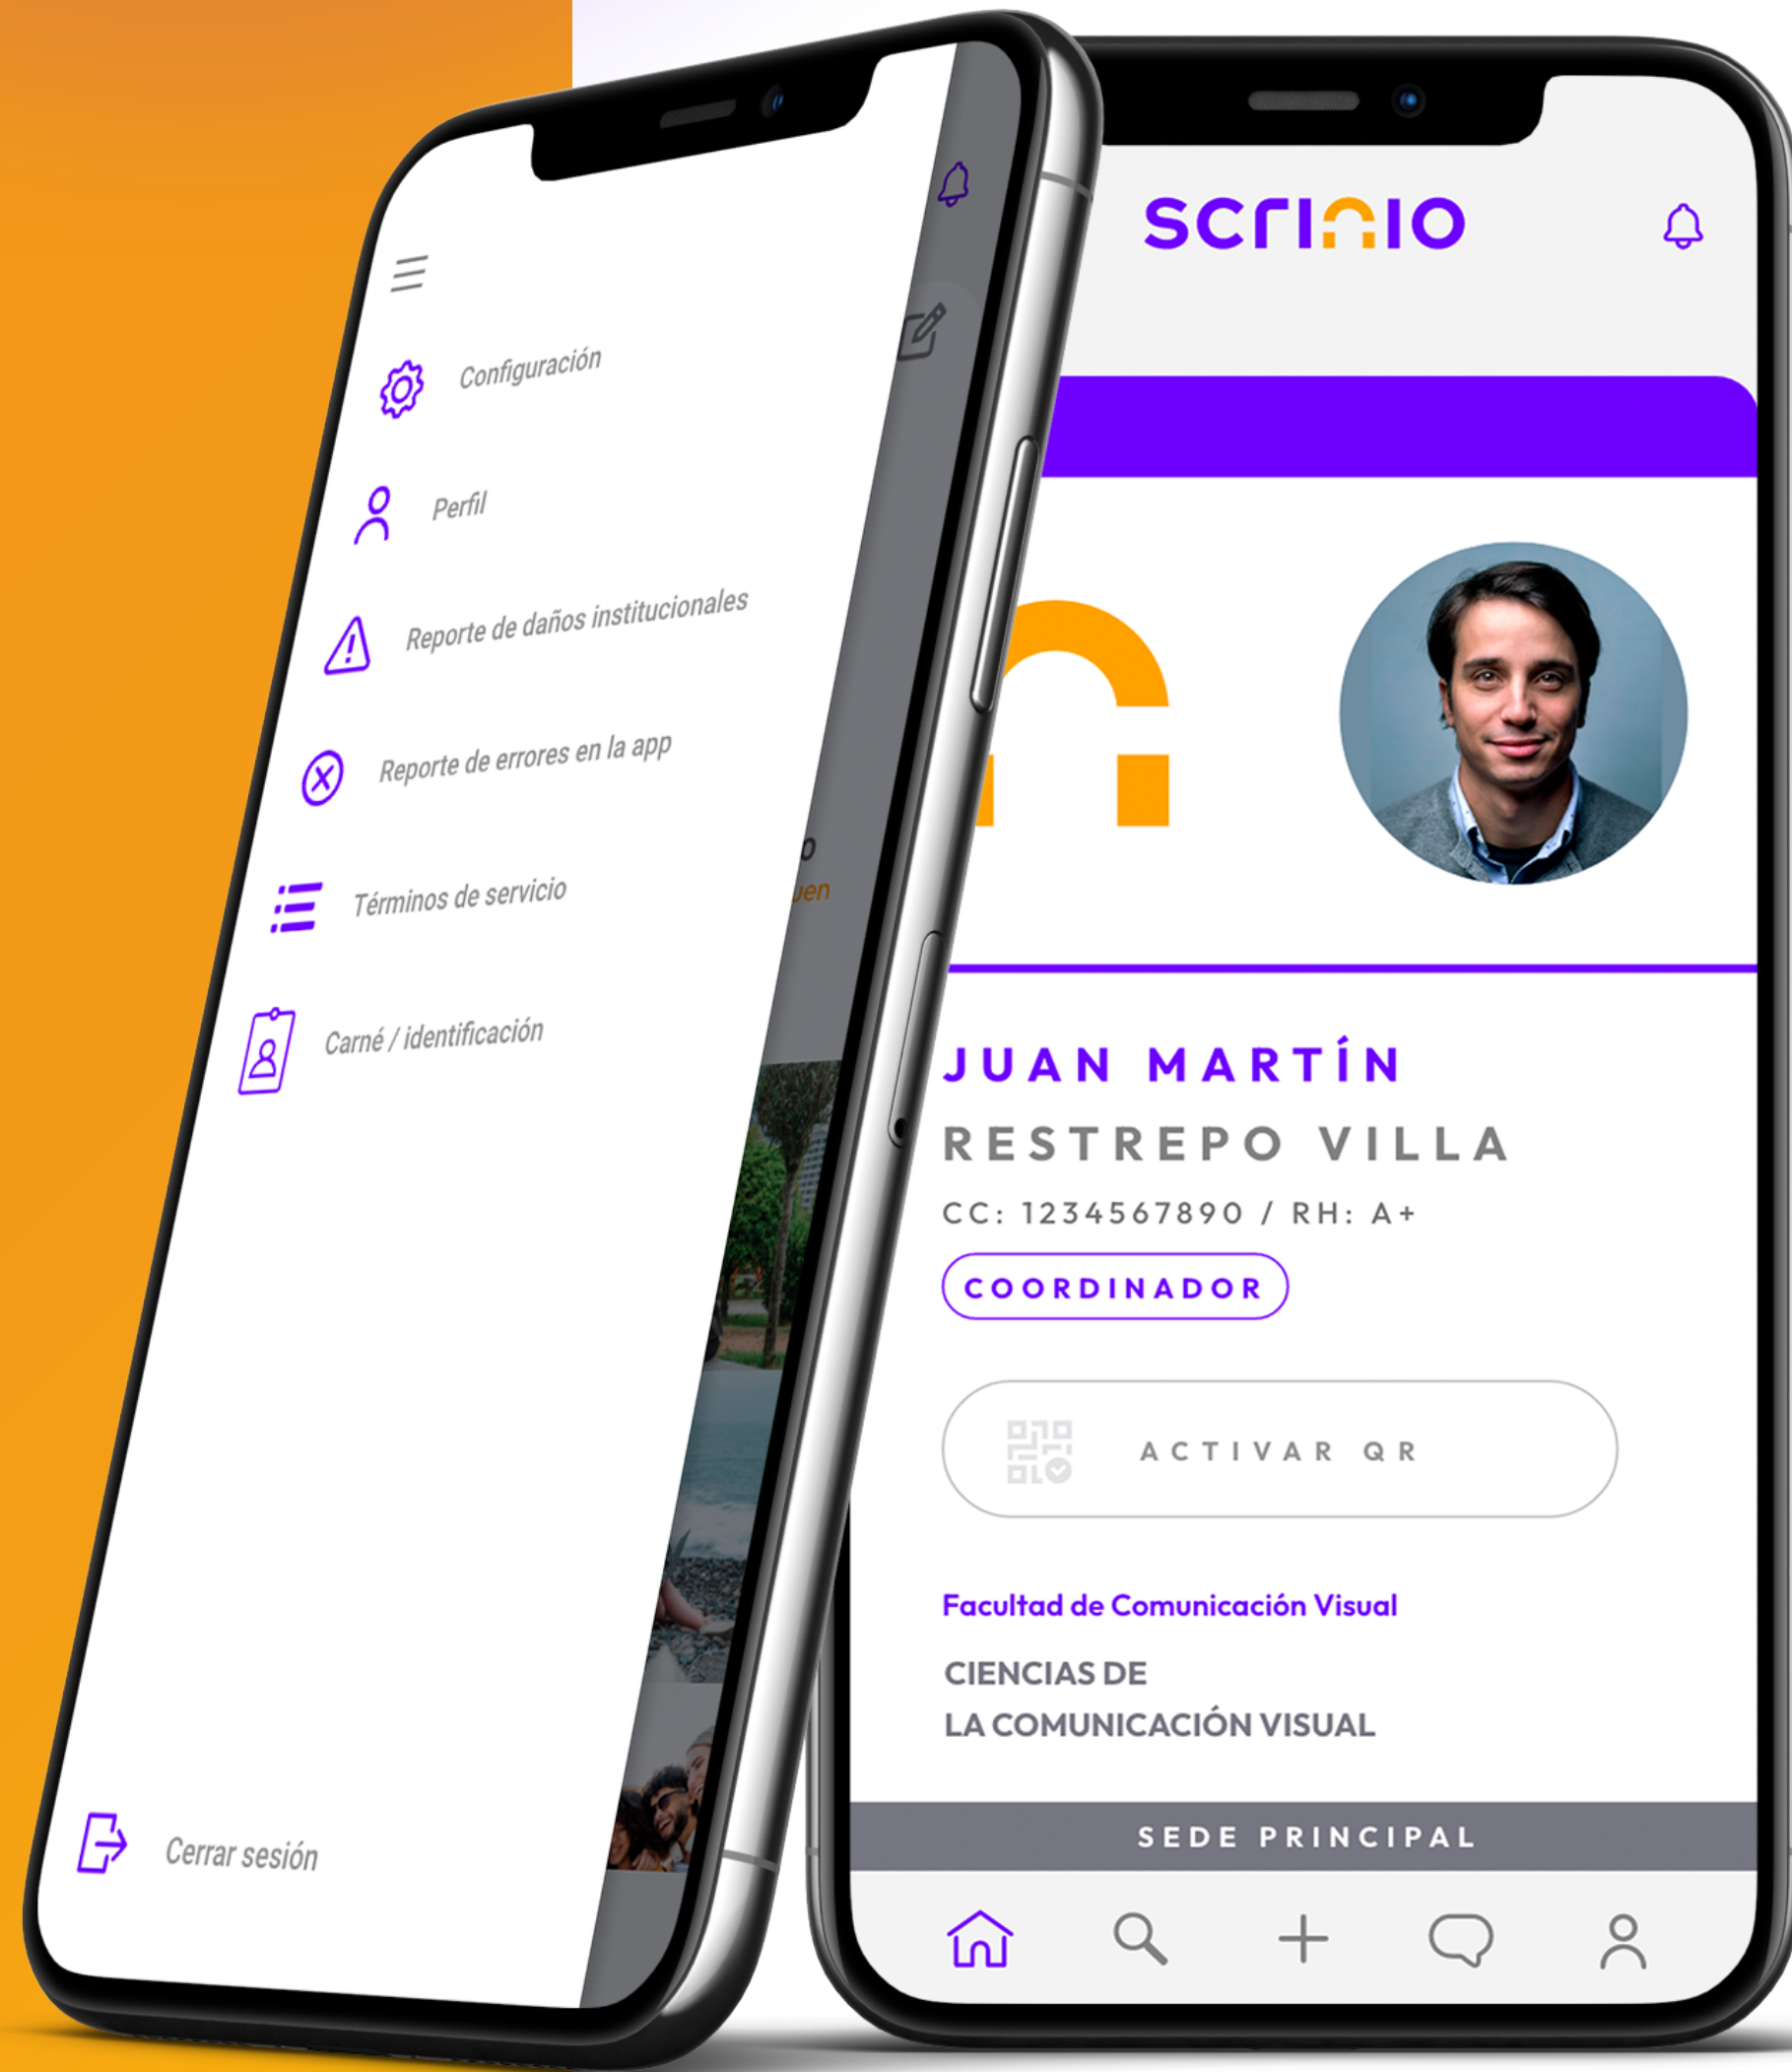 Configuración
Perfil
Reporte de daños institucionales
Reporte de errores en la app
Términos de servicio
Carné / identificación
Cerrar sesión
scrinio
JUAN MARTÍN
RESTREPO VILLA
CC: 1234567890 / RH: A+
COORDINADOR
ACTIVAR QR
Facultad de Comunicación Visual
CIENCIAS DE
LA COMUNICACIÓN VISUAL
SEDE PRINCIPAL